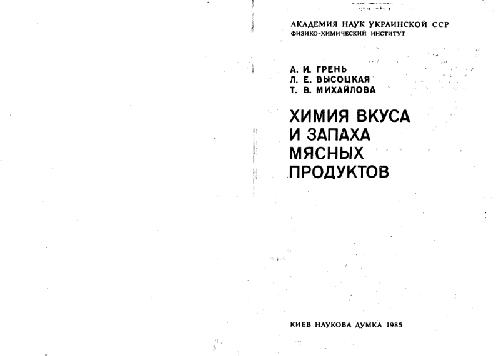 АКАДЕМИЯ НАУК УКРАИНСКОЙ ССР
ФИЗИКО-ХИМИЧЕСКИЙ ИНСТИТУТ
А. И. ГРЕНЬ
Л. Е. ВЫСОЦКАЯ
Т. В. МИХАЙЛОВА
ХИМИЯ ВКУСА
И ЗАПАХА
МЯСНЫХ
ПРОДУКТОВ
КИЕВ НАУКОВА ДУМКА 1985